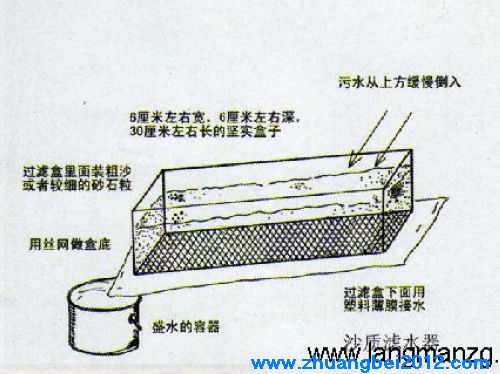 污水从上方缓慢倒入
6厘米左右宽．6厘米左右深，
30厘米左右长的坚实盒子
过滤盒里面装粗沙
或者较细的砂石粒
用丝网做盒底
过滤盒下面用
塑料薄膜接水
盛水的容器
沙质滤水器
www.langmanzg.
www.zhuangbei2012.com